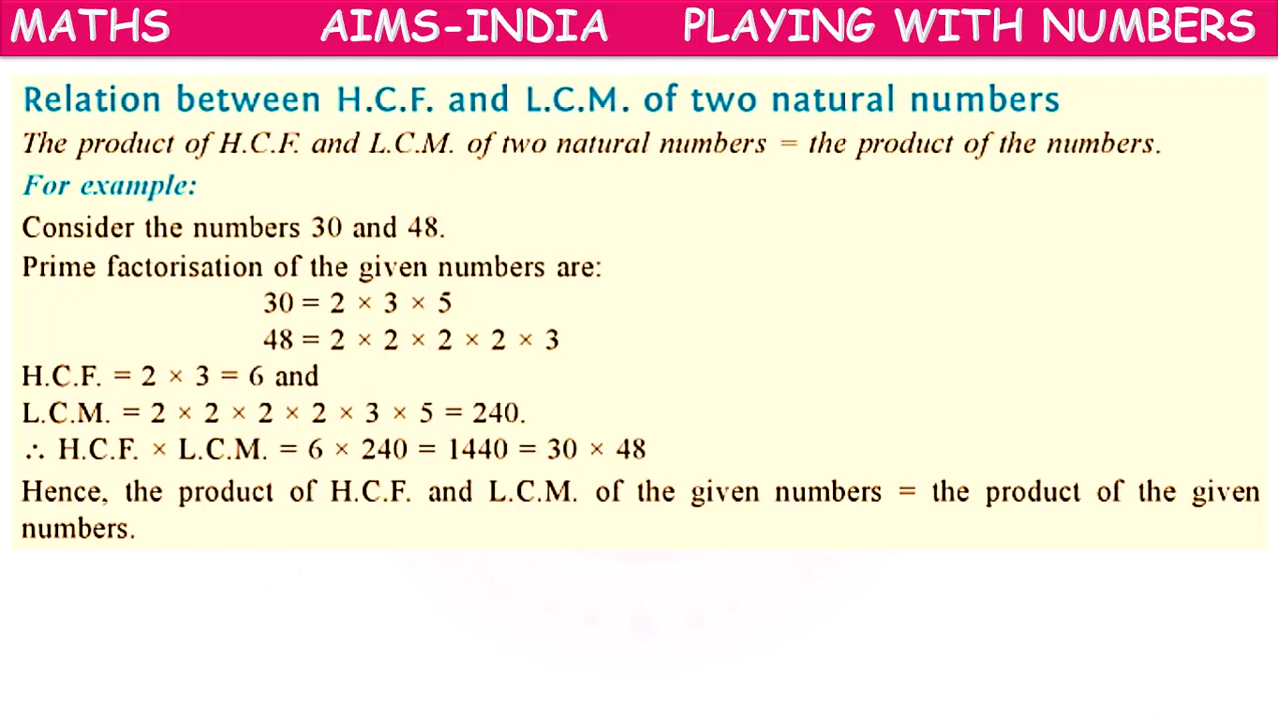 MATHS AIMS-INDIA PLAYING WITH NUMBERS
Relation between H.C.F. and L.C.M. of two natural numbers
The product of H.C.F. and L.C.M. of two natural numbers = the product of the numbers.
For example:
Consider the numbers 30 and 48.
Prime factorisation of the given numbers are:
30 = 2 × 3 × 5
48 = 2 × 2 × 2 × 2 × 3
H.C.F. = 2 × 3 = 6 and
L.C.M. = 2 × 2 × 2 × 2 × 3 × 5 = 240.
∴ H.C.F. × L.C.M. = 6 × 240 = 1440 = 30 × 48
Hence, the product of H.C.F. and L.C.M. of the given numbers = the product of the given
numbers.